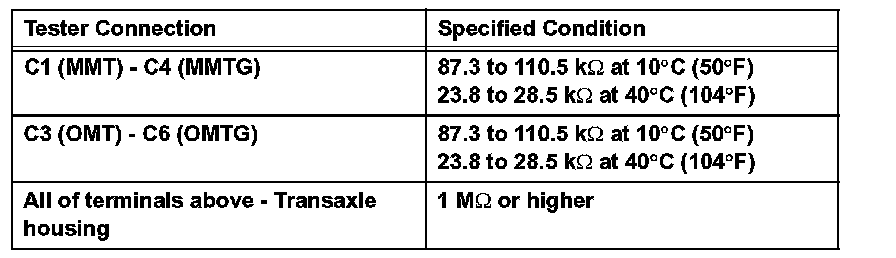 Tester Connection Specified Condition
C1 (MMT) - C4 (MMTG) 87.3 to 110.5 kΩ at 10°C (50°F)
23.8 to 28.5 kΩ at 40°C (104°F)
C3 (OMT) - C6 (OMTG) 87.3 to 110.5 kΩ at 10°C (50°F)
23.8 to 28.5 kΩ at 40°C (104°F)
All of terminals above - Transaxle 1 MΩ or higher
housing